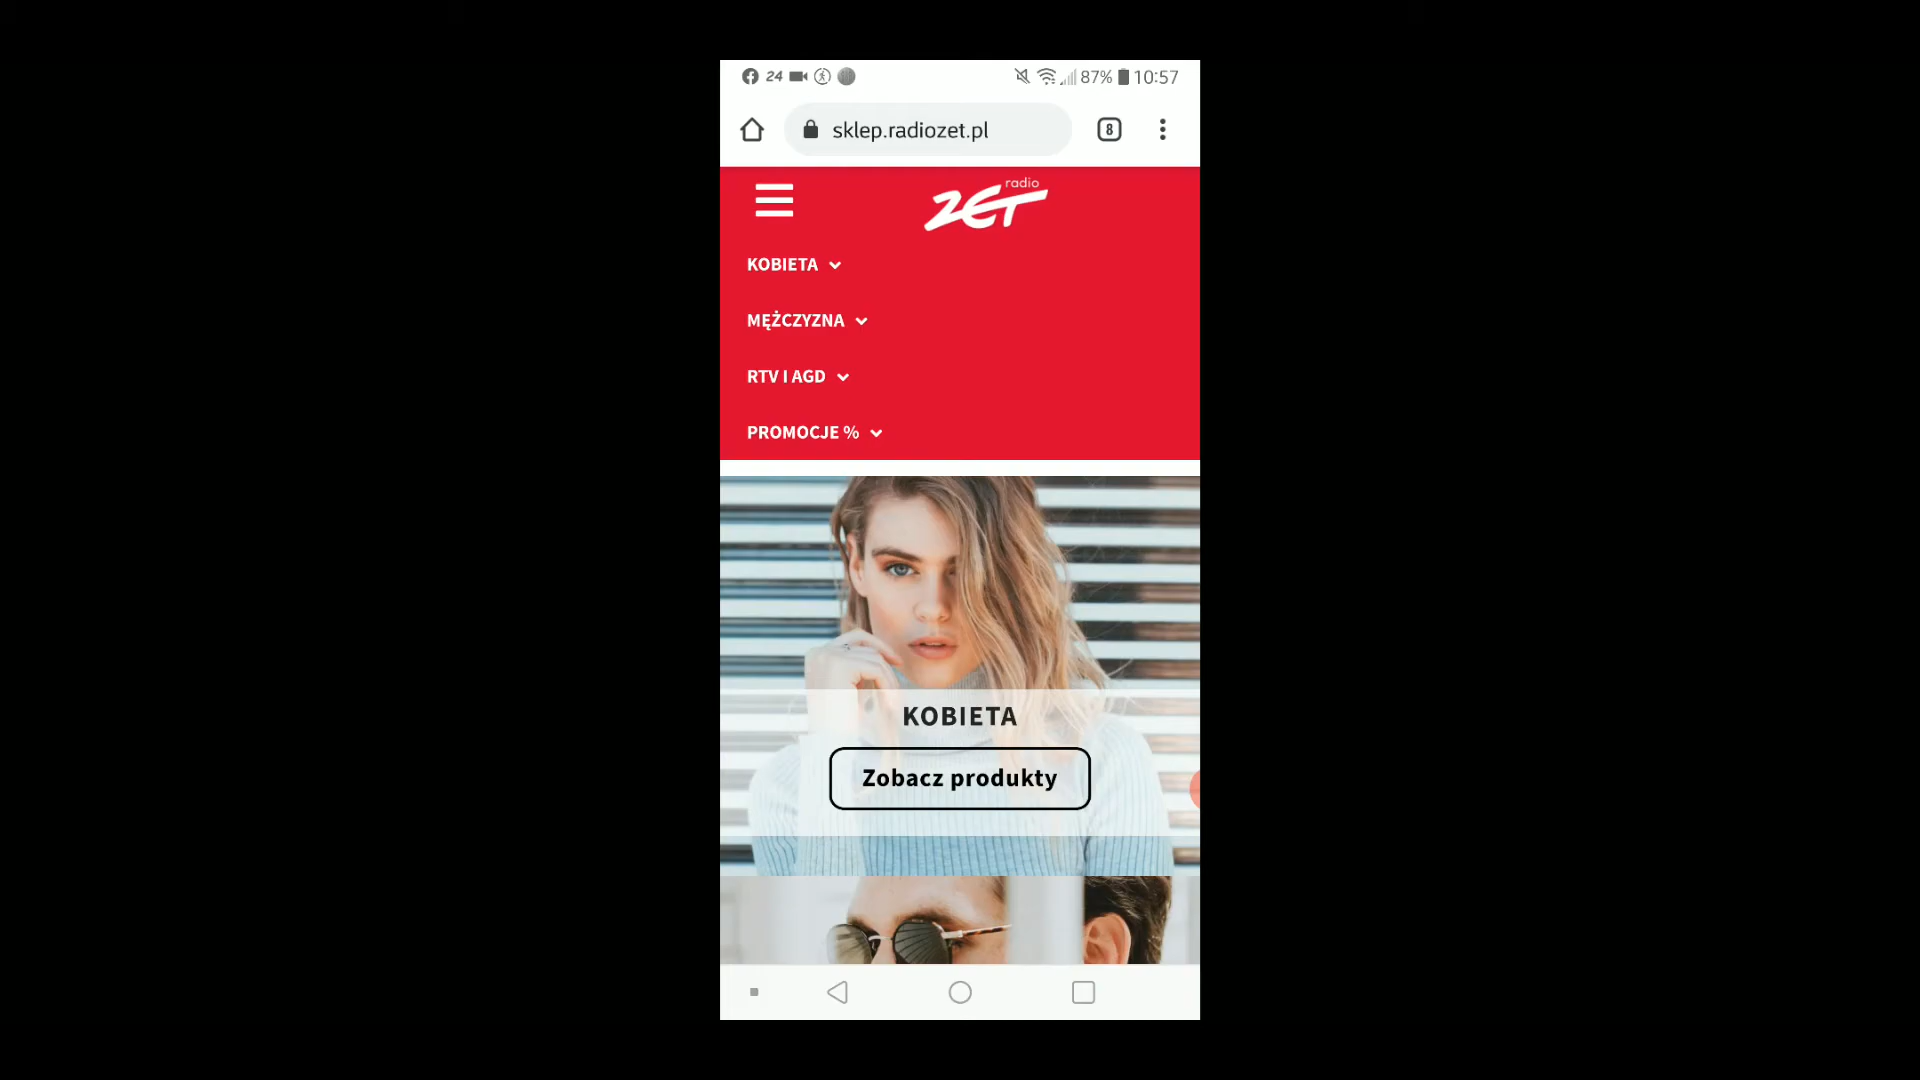 24 87% 10:57
sklep.radiozet.pl 8
radio
ZET
KOBIETA
MĘŻCZYZNA
RTV I AGD
PROMOCJE %
KOBIETA
Zobacz produkty